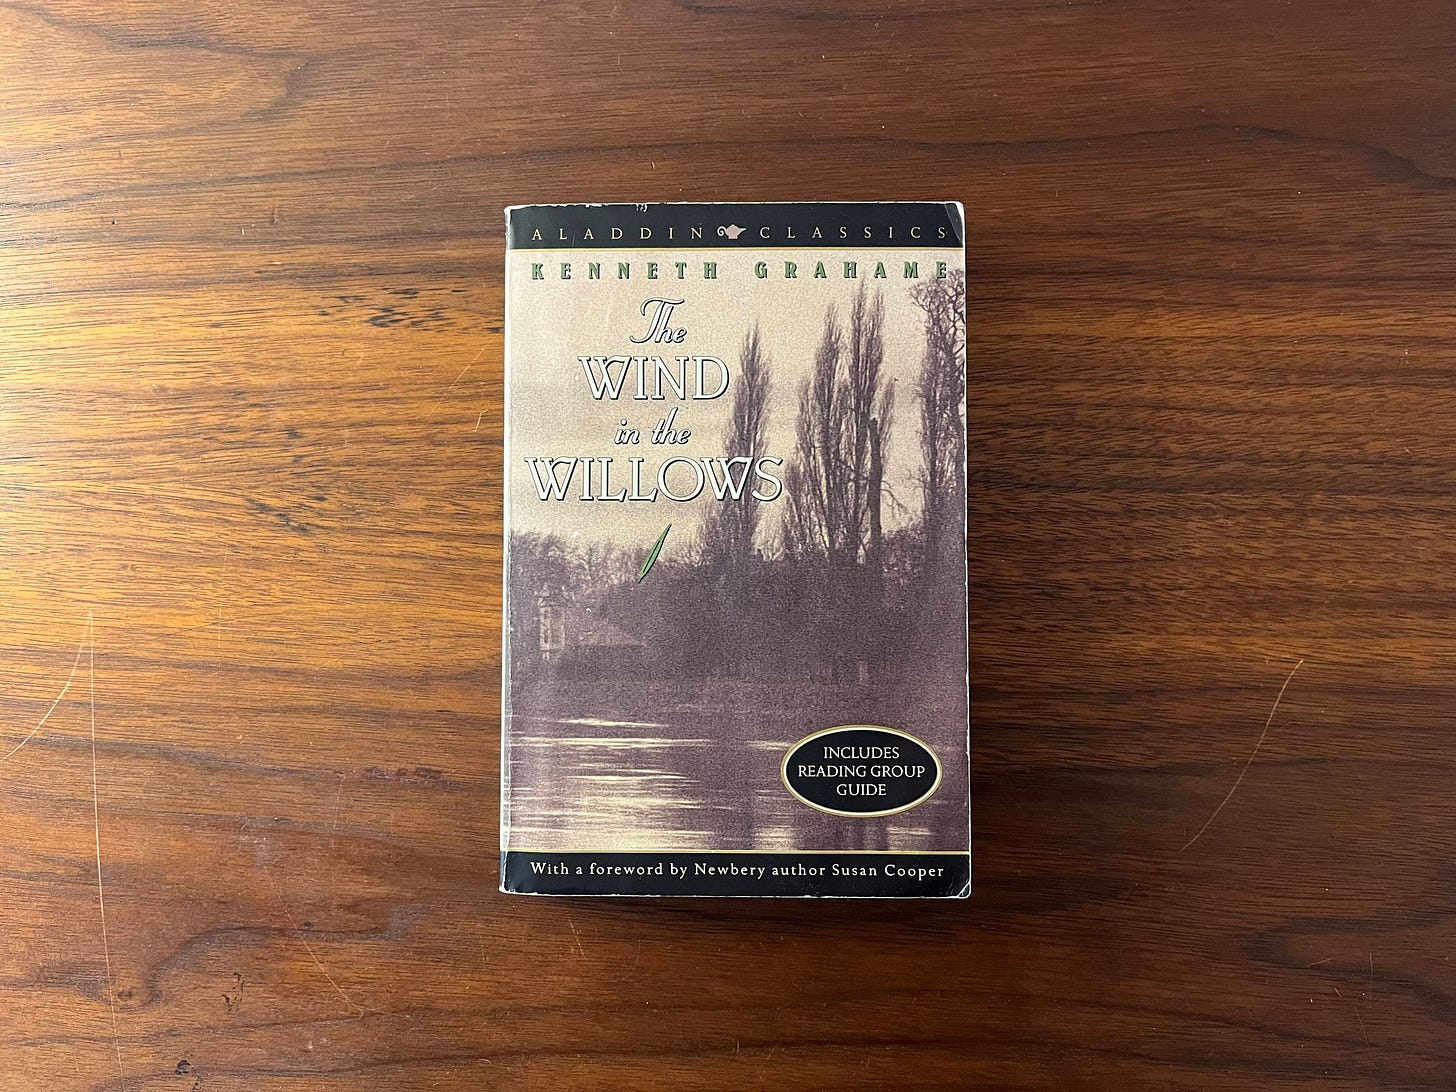 ALADDIN CLASSICS
KENNETH GRAHAME
The
WIND
in the
WILLOWS
INCLUDES
READING GROUP
GUIDE
With a foreword by Newbery author Susan Cooper